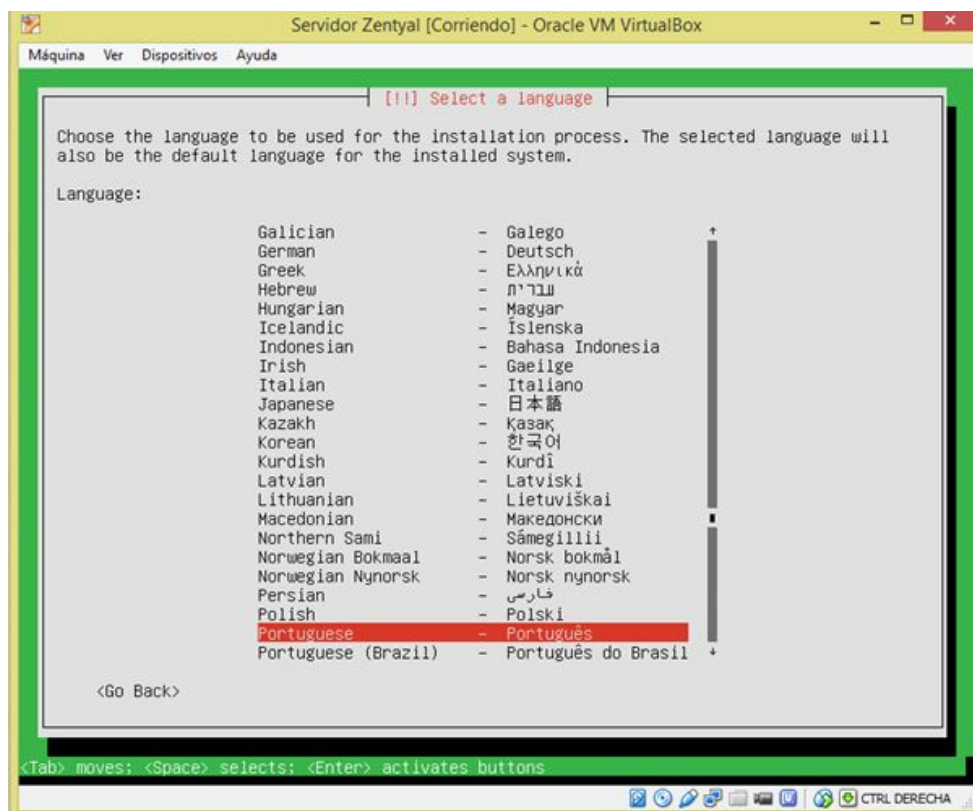 Servidor Zentyal [Corriendo] - Oracle VM VirtualBox
Máquina Ver Dispositivos Ayuda
[!!] Select a language
Choose the language to be used for the installation process. The selected language will
also be the default language for the installed system.
Language:
Galician - Galego
German - Deutsch
Greek - Ελληνικά
Hebrew - עברית
Hungarian - Magyar
Icelandic - Íslenska
Indonesian - Bahasa Indonesia
Irish - Gaeilge
Italian - Italiano
Japanese - 日本語
Kazakh - Қазақ
Korean - 한국어
Kurdish - Kurdî
Latvian - Latviski
Lithuanian - Lietuviškai
Macedonian - Македонски
Northern Sami - Sámegillii
Norwegian Bokmaal - Norsk bokmål
Norwegian Nynorsk - Norsk nynorsk
Persian - فارسی
Polish - Polski
Portuguese - Português
Portuguese (Brazil) - Português do Brasil
<Go Back>
<Tab> moves; <Space> selects; <Enter> activates buttons
CTRL DERECHA